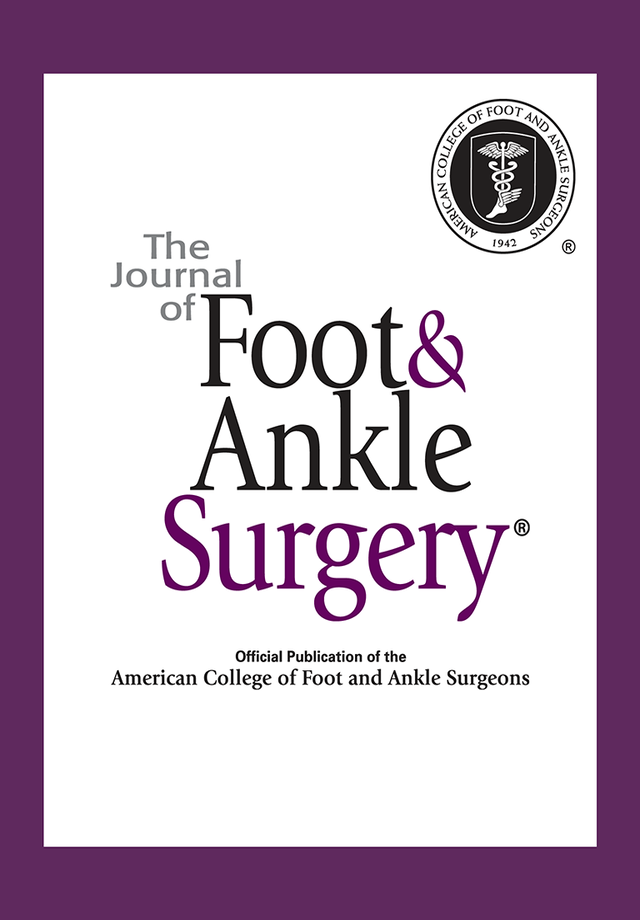 AMERICAN COLLEGE OF FOOT AND ANKLE SURGEONS
1942
®
The
Journal
of
Foot&
Ankle
Surgery®
Official Publication of the
American College of Foot and Ankle Surgeons